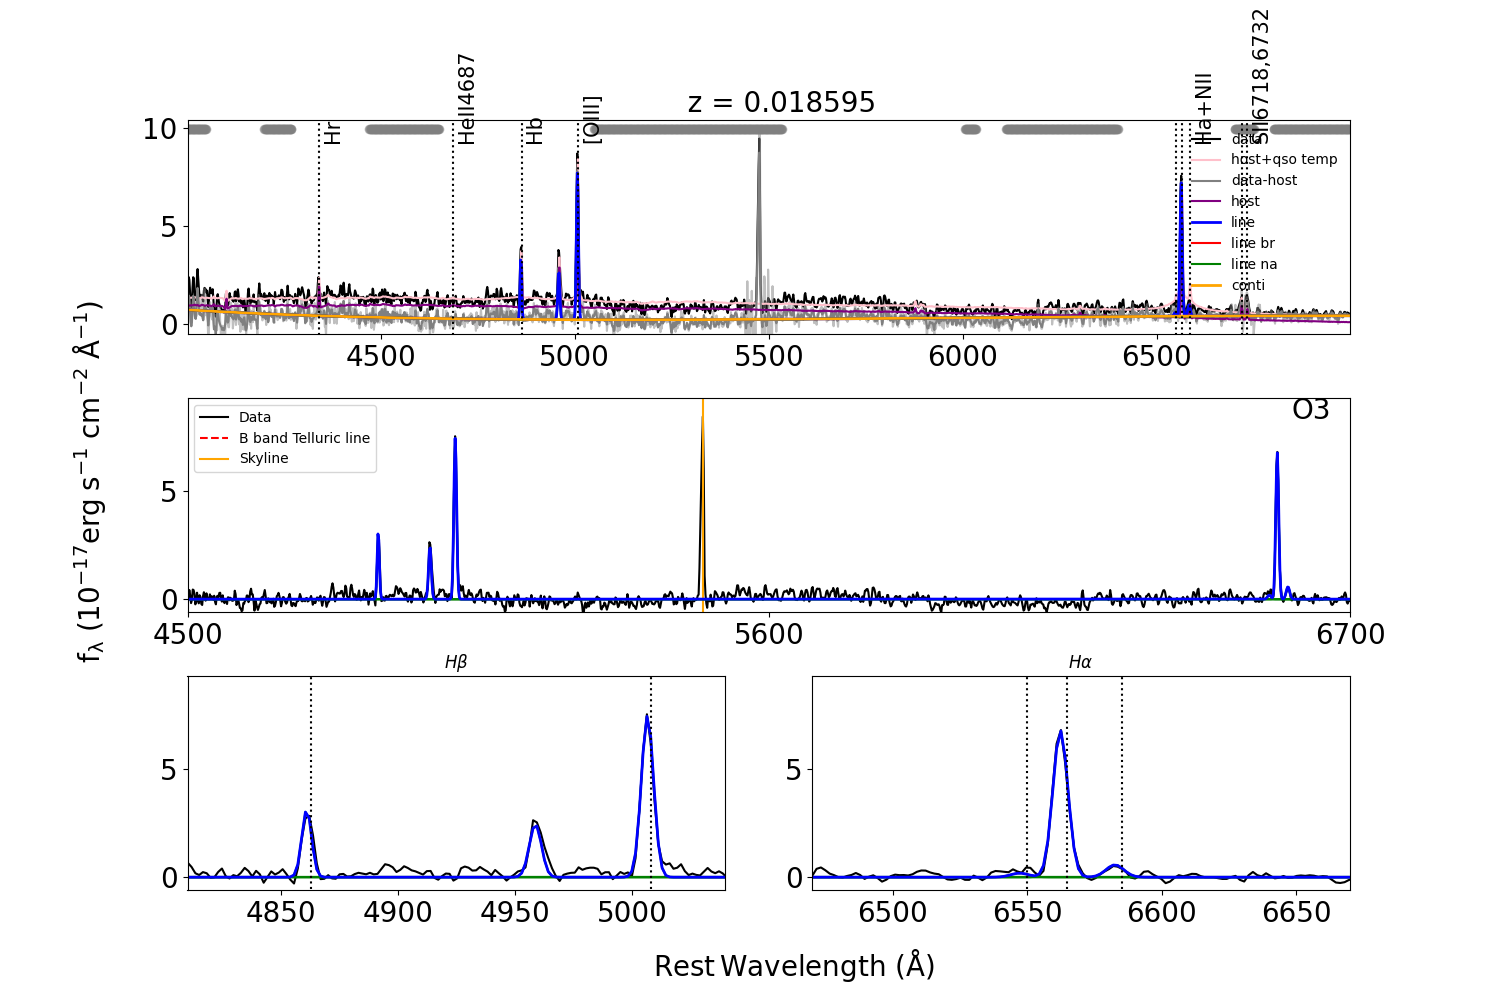 z = 0.018595
Hr
HeII4687
Hb
[OIII]
Ha+NII
SII6718,6732
10
5
0
data
host+qso temp
data-host
host
line
line br
line na
conti
4500
5000
5500
6000
6500
fλ (10−17erg s−1 cm−2 Å−1)
Data
B band Telluric line
Skyline
O3
5
0
4500
5600
6700
Hβ
5
0
4850
4900
4950
5000
Hα
5
0
6500
6550
6600
6650
Rest Wavelength (Å)